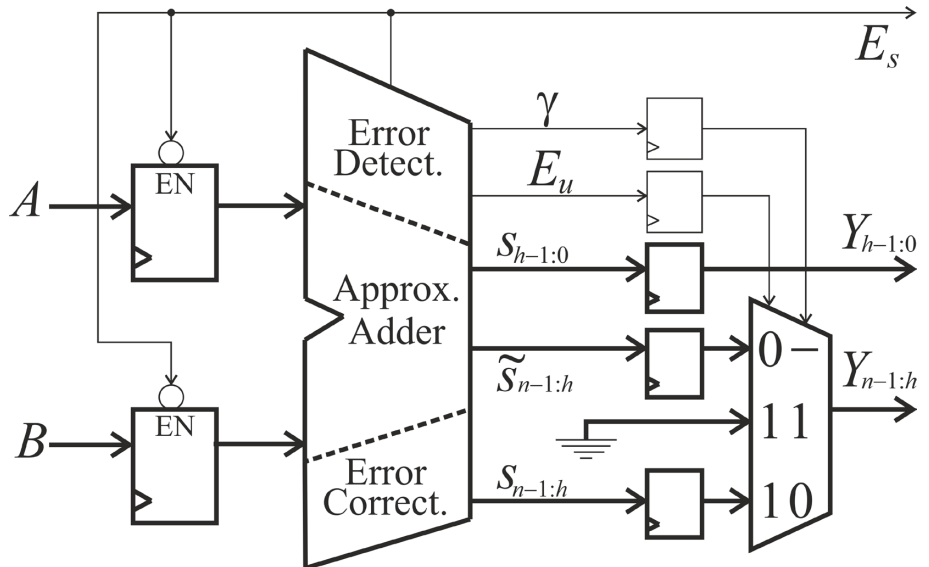 E_s
Error
Detect.
γ
EN
A
E_u
s_{h-1:0}
Y_{h-1:0}
Approx.
Adder
0 –
s̃_{n-1:h}
Y_{n-1:h}
EN
1 1
B
Error
Correct.
s_{n-1:h}
1 0